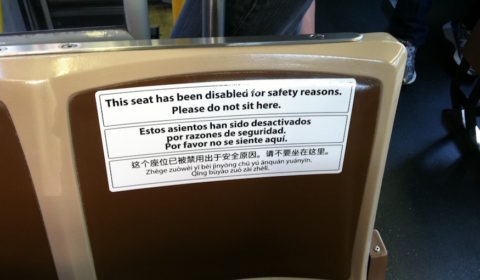 This seat has been disabled for safety reasons.
Please do not sit here.
Estos asientos han sido desactivados
por razones de seguridad.
Por favor no se siente aquí.
这个座位已被禁用出于安全原因。请不要坐在这里。
Zhège zuòwèi yǐ bèi jìnyòng chū yú ānquán yuányīn.
Qǐng bùyào zuò zài zhèlǐ.